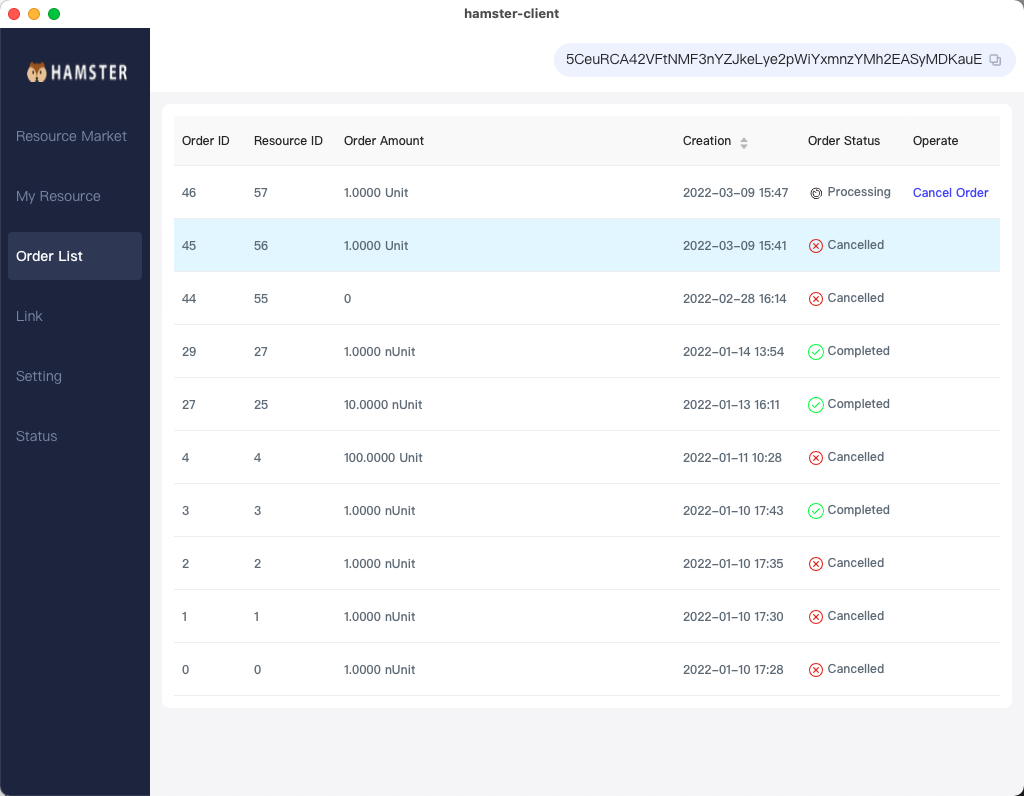 hamster-client
HAMSTER
5CeuRCA42VFtNMF3nYZJkeLye2pWiYxmnzYMh2EASyMDKauE
Resource Market
My Resource
Order List
Link
Setting
Status
Order ID Resource ID Order Amount Creation Order Status Operate
46 57 1.0000 Unit 2022-03-09 15:47 Processing Cancel Order
45 56 1.0000 Unit 2022-03-09 15:41 Cancelled
44 55 0 2022-02-28 16:14 Cancelled
29 27 1.0000 nUnit 2022-01-14 13:54 Completed
27 25 10.0000 nUnit 2022-01-13 16:11 Completed
4 4 100.0000 Unit 2022-01-11 10:28 Cancelled
3 3 1.0000 nUnit 2022-01-10 17:43 Completed
2 2 1.0000 nUnit 2022-01-10 17:35 Cancelled
1 1 1.0000 nUnit 2022-01-10 17:30 Cancelled
0 0 1.0000 nUnit 2022-01-10 17:28 Cancelled